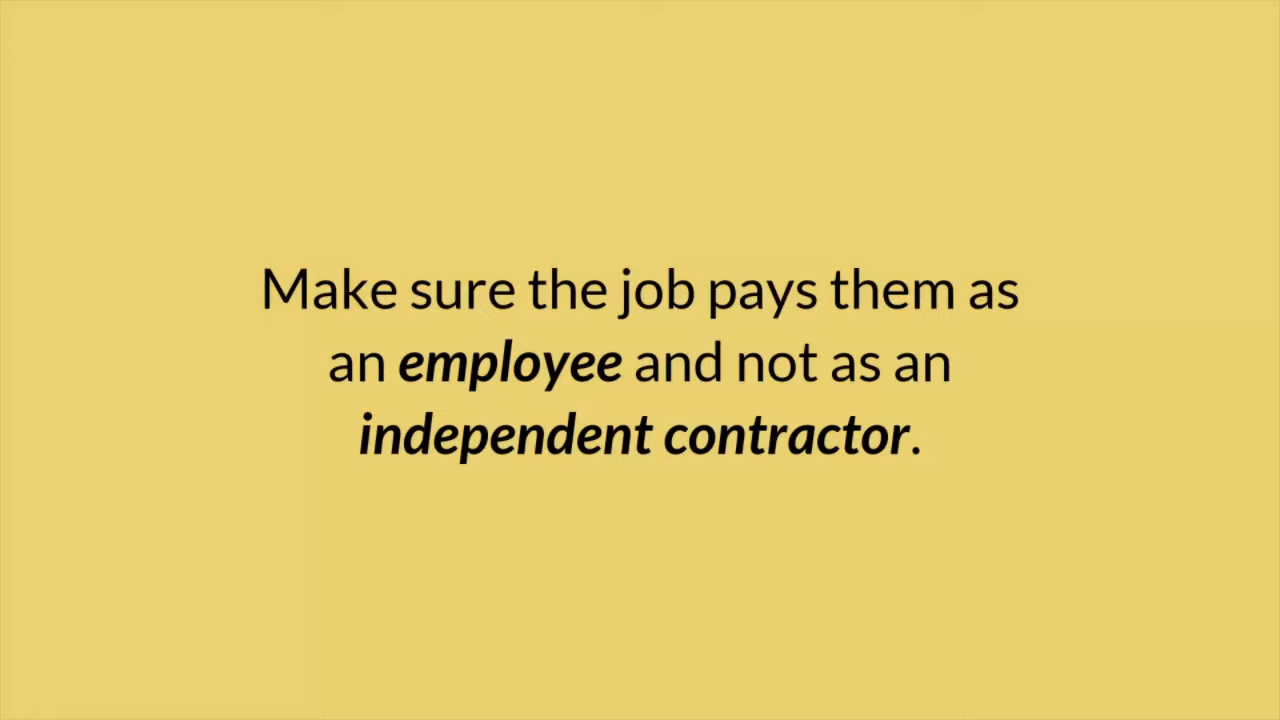 Make sure the job pays them as
an employee and not as an
independent contractor.